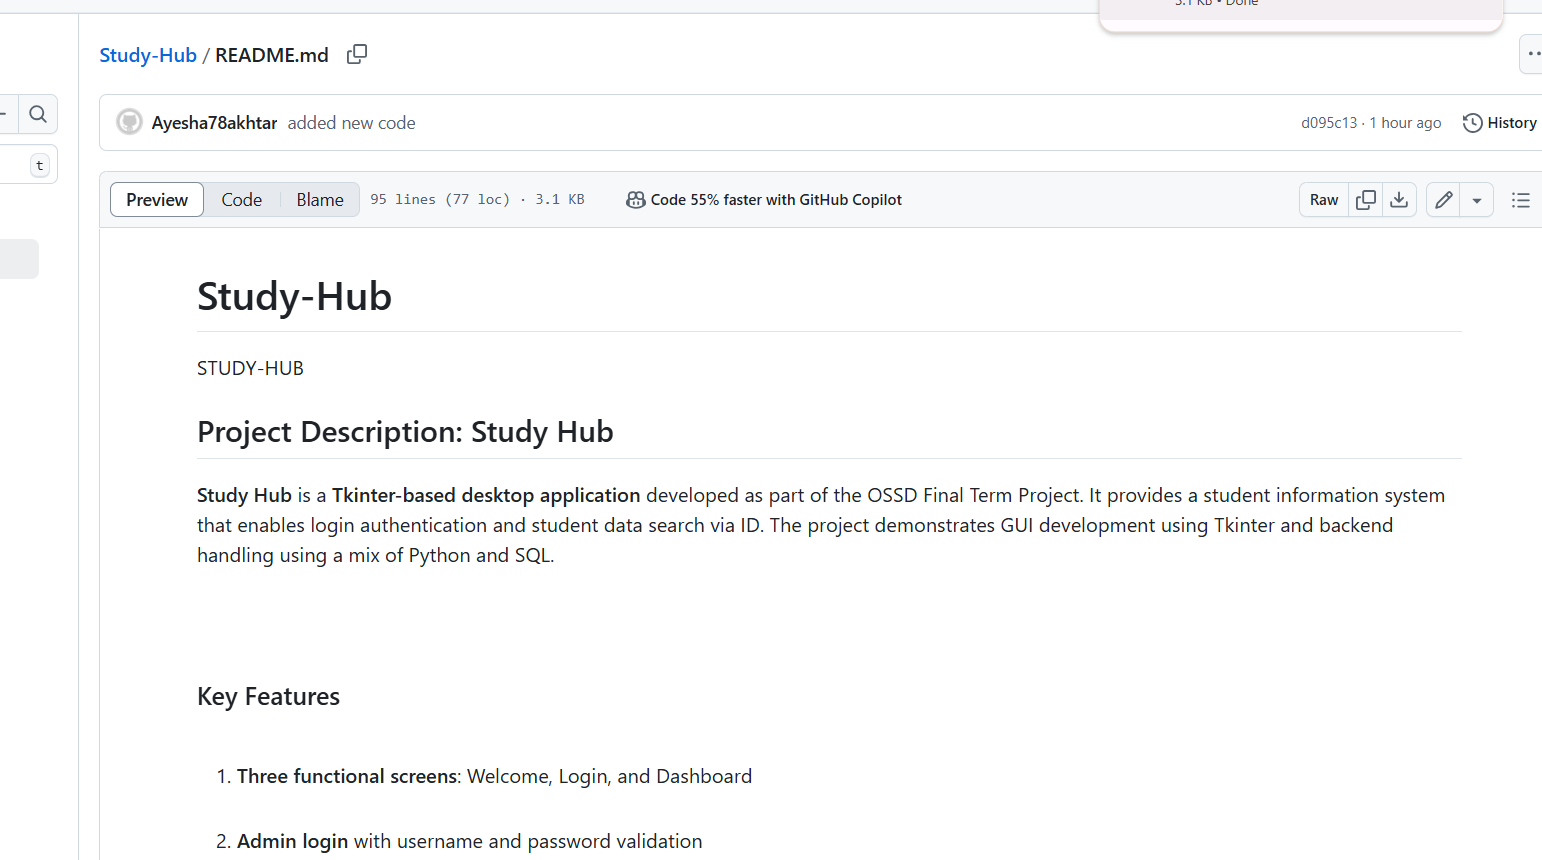 3.1 KB • Done
Study-Hub / README.md
t
Ayesha78akhtar added new code
d095c13 · 1 hour ago
History
Preview
Code
Blame
95 lines (77 loc) · 3.1 KB
Code 55% faster with GitHub Copilot
Raw
Study-Hub
STUDY-HUB
Project Description: Study Hub
Study Hub is a Tkinter-based desktop application developed as part of the OSSD Final Term Project. It provides a student information system
that enables login authentication and student data search via ID. The project demonstrates GUI development using Tkinter and backend
handling using a mix of Python and SQL.
Key Features
1. Three functional screens: Welcome, Login, and Dashboard
2. Admin login with username and password validation